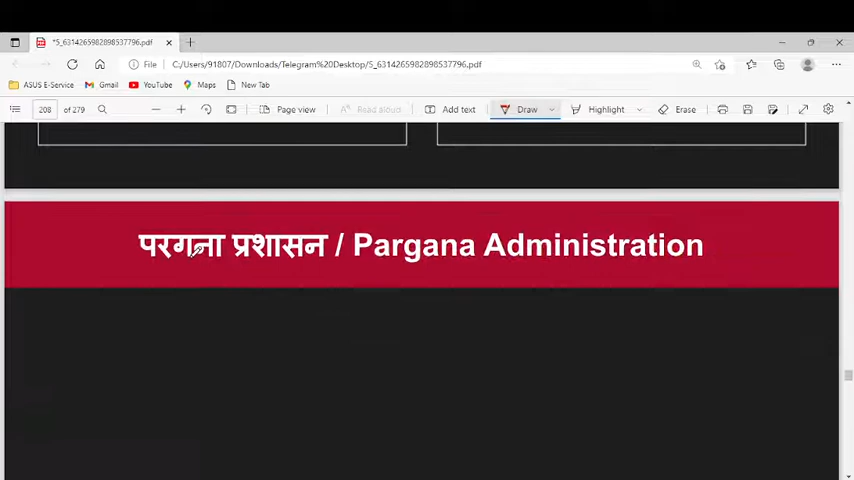 *5_6314265982898537796.pdf
File C:/Users/91807/Downloads/Telegram%20Desktop/5_6314265982898537796.pdf
ASUS E-Service Gmail YouTube Maps New Tab
208 of 279 Page view Read aloud Add text Draw Highlight Erase
परगना प्रशासन / Pargana Administration